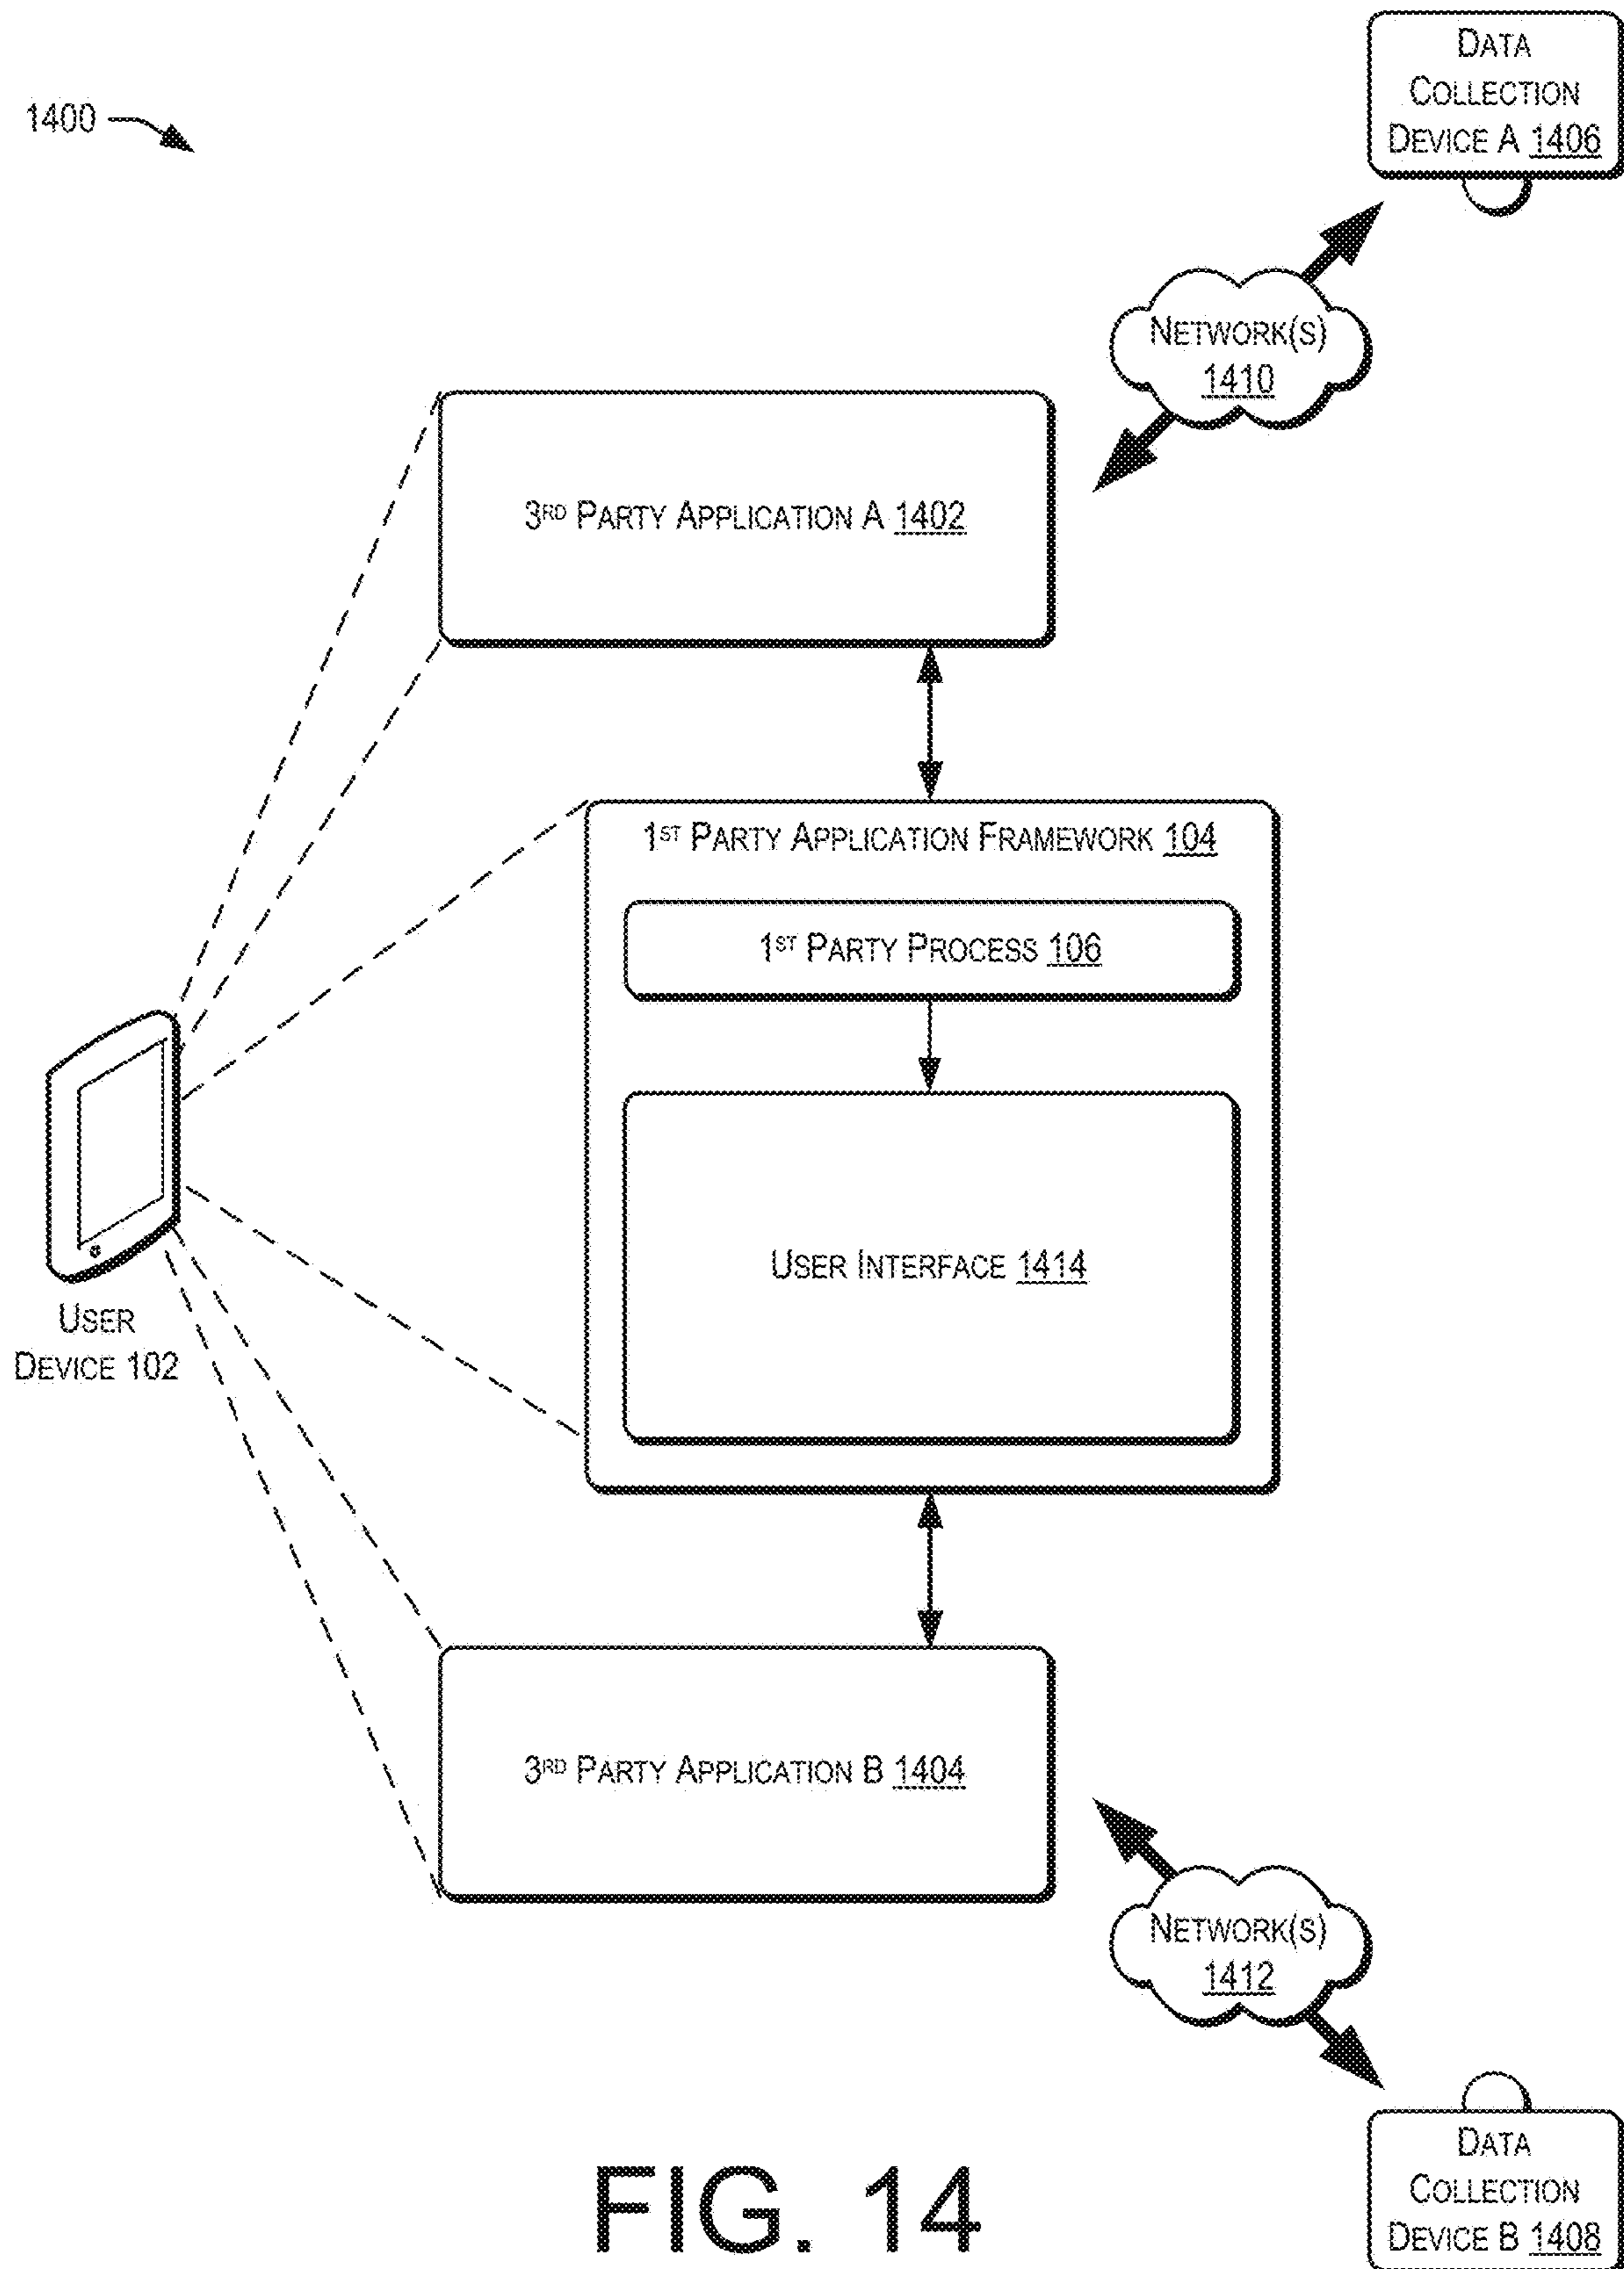 1400
DATA
COLLECTION
DEVICE A 1406
NETWORK(S)
1410
3RD PARTY APPLICATION A 1402
1ST PARTY APPLICATION FRAMEWORK 104
1ST PARTY PROCESS 106
USER INTERFACE 1414
USER
DEVICE 102
3RD PARTY APPLICATION B 1404
NETWORK(S)
1412
DATA
COLLECTION
DEVICE B 1408
FIG. 14